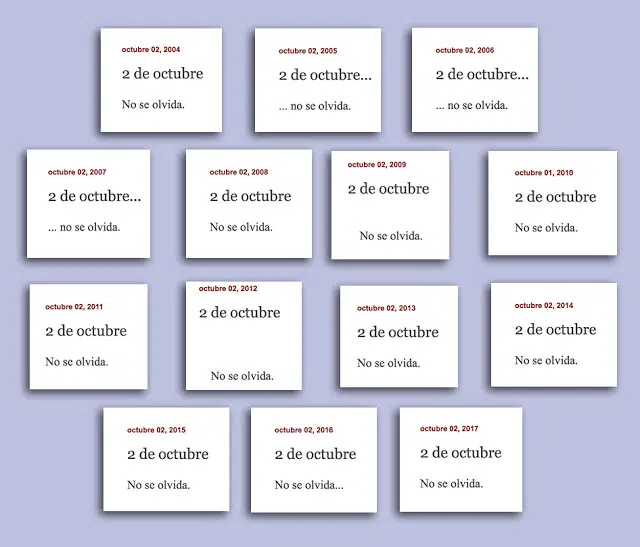 octubre 02, 2004
2 de octubre
No se olvida.
octubre 02, 2005
2 de octubre...
... no se olvida.
octubre 02, 2006
2 de octubre...
... no se olvida.
octubre 02, 2007
2 de octubre...
... no se olvida.
octubre 02, 2008
2 de octubre
No se olvida.
octubre 02, 2009
2 de octubre
No se olvida.
octubre 01, 2010
2 de octubre
No se olvida.
octubre 02, 2011
2 de octubre
No se olvida.
octubre 02, 2012
2 de octubre
No se olvida.
octubre 02, 2013
2 de octubre
No se olvida.
octubre 02, 2014
2 de octubre
No se olvida.
octubre 02, 2015
2 de octubre
No se olvida.
octubre 02, 2016
2 de octubre
No se olvida...
octubre 02, 2017
2 de octubre
No se olvida.